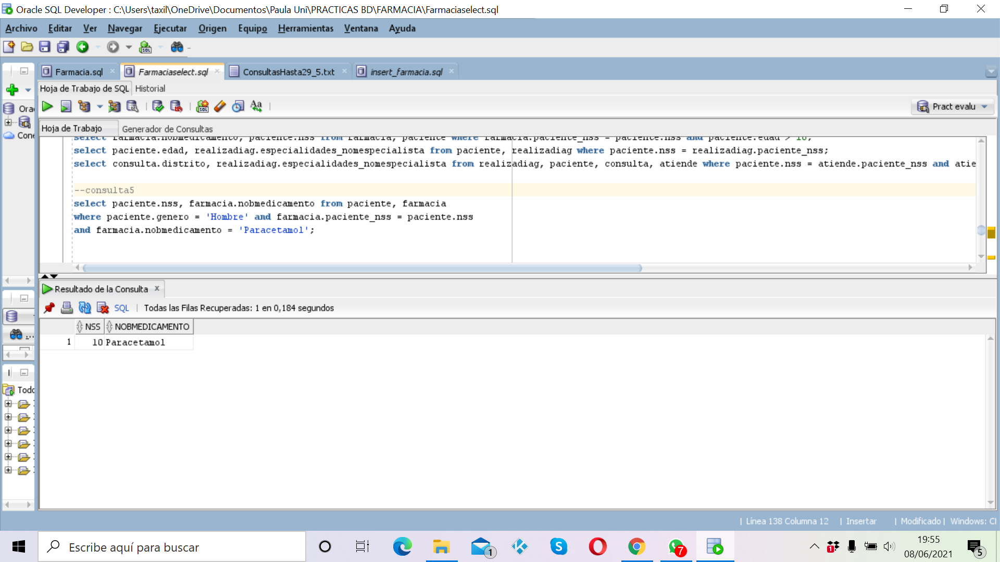 Oracle SQL Developer : C:\Users\taxil\OneDrive\Documentos\Paula Uni\PRACTICAS BD\FARMACIA\Farmaciaselect.sql
Archivo Editar Ver Navegar Ejecutar Origen Equipo Herramientas Ventana Ayuda
Farmacia.sql Farmaciaselect.sql ConsultasHasta29_5.txt insert_farmacia.sql
Hoja de Trabajo de SQL Historial
Pract evalu
Hoja de Trabajo Generador de Consultas
Ora
Cone
select farmacia.nobmedicamento, paciente.nss from farmacia, paciente where farmacia.paciente_nss = paciente.nss and paciente.edad > 10;
select paciente.edad, realizadiag.especialidades_nomespecialista from paciente, realizadiag where paciente.nss = realizadiag.paciente_nss;
select consulta.distrito, realizadiag.especialidades_nomespecialista from realizadiag, paciente, consulta, atiende where paciente.nss = atiende.paciente_nss and atie
--consulta5
select paciente.nss, farmacia.nobmedicamento from paciente, farmacia
where paciente.genero = 'Hombre' and farmacia.paciente_nss = paciente.nss
and farmacia.nobmedicamento = 'Paracetamol';
Resultado de la Consulta
SQL | Todas las Filas Recuperadas: 1 en 0,184 segundos
NSS NOBMEDICAMENTO
1 10 Paracetamol
Todo
| Línea 138 Columna 12 | Insertar | Modificado | Windows: Cl
Escribe aquí para buscar
1
7
1
19:55
08/06/2021
5